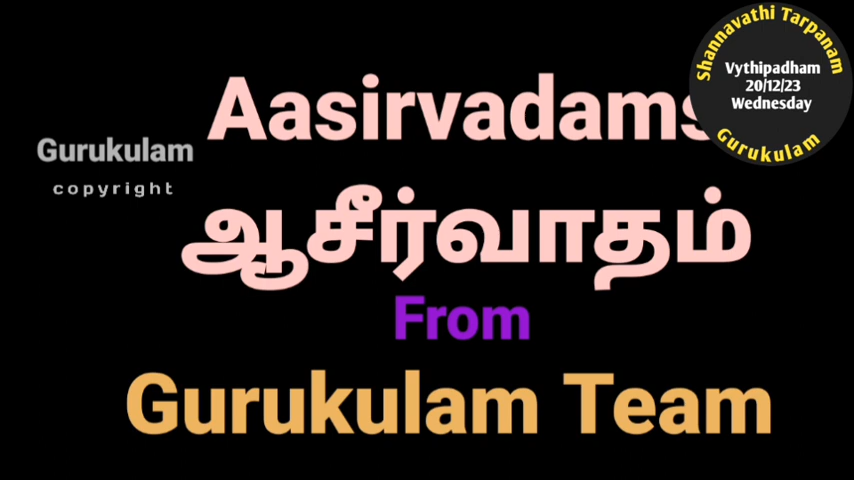 Shannavathi Tarpanam
Vythipadham
20/12/23
Wednesday
Gurukulam
Aasirvadams
Gurukulam
copyright
ஆசீர்வாதம்
From
Gurukulam Team